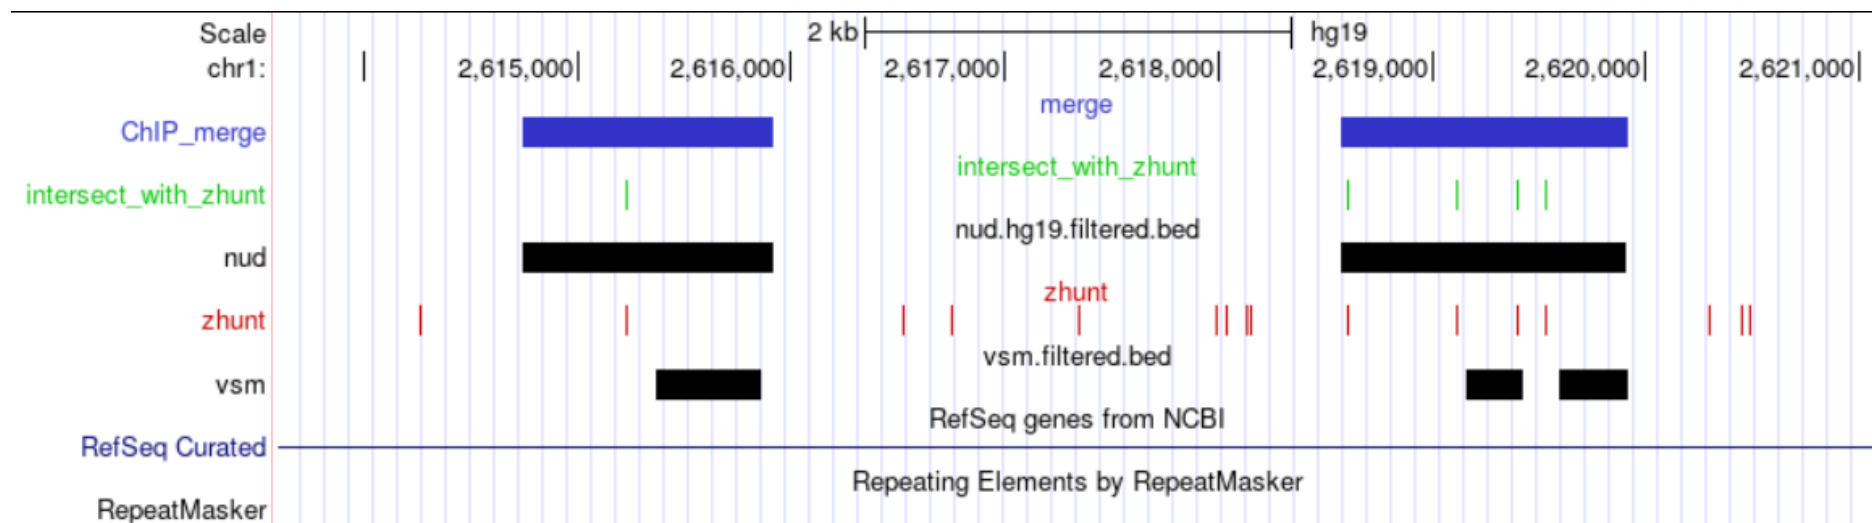 Scale 2 kb hg19
chr1: 2,615,000 2,616,000 2,617,000 2,618,000 2,619,000 2,620,000 2,621,000
merge
ChIP_merge
intersect_with_zhunt
intersect_with_zhunt
nud.hg19.filtered.bed
nud
zhunt
zhunt
vsm.filtered.bed
vsm
RefSeq genes from NCBI
RefSeq Curated
Repeating Elements by RepeatMasker
RepeatMasker